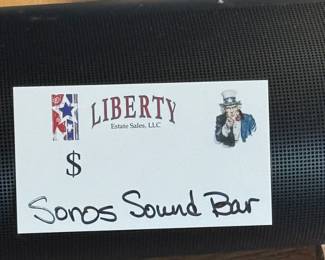 LIBERTY
Estate Sales, LLC
$
Sonos Sound Bar